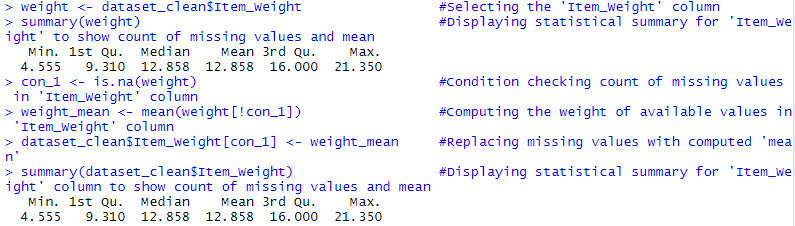 > weight <- dataset_clean$Item_Weight #Selecting the 'Item_Weight' column
> summary(weight) #Displaying statistical summary for 'Item_We
ight' to show count of missing values and mean
Min. 1st Qu. Median Mean 3rd Qu. Max.
4.555 9.310 12.858 12.858 16.000 21.350
> con_1 <- is.na(weight) #Condition checking count of missing values
in 'Item_Weight' column
> weight_mean <- mean(weight[!con_1]) #Computing the weight of available values in
'Item_Weight' column
> dataset_clean$Item_Weight[con_1] <- weight_mean #Replacing missing values with computed 'mea
n'
> summary(dataset_clean$Item_Weight) #Displaying statistical summary for 'Item_We
ight' column to show count of missing values and mean
Min. 1st Qu. Median Mean 3rd Qu. Max.
4.555 9.310 12.858 12.858 16.000 21.350